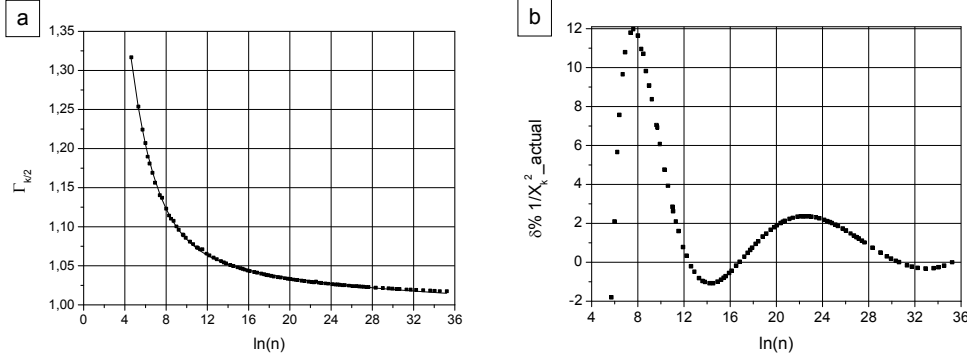 a
1,35
1,30
1,25
1,20
1,15
1,10
1,05
1,00
Γk/2
0 4 8 12 16 20 24 28 32 36
ln(n)
b
12
10
8
6
4
2
0
-2
δ% 1/Xk2_actual
4 8 12 16 20 24 28 32 36
ln(n)